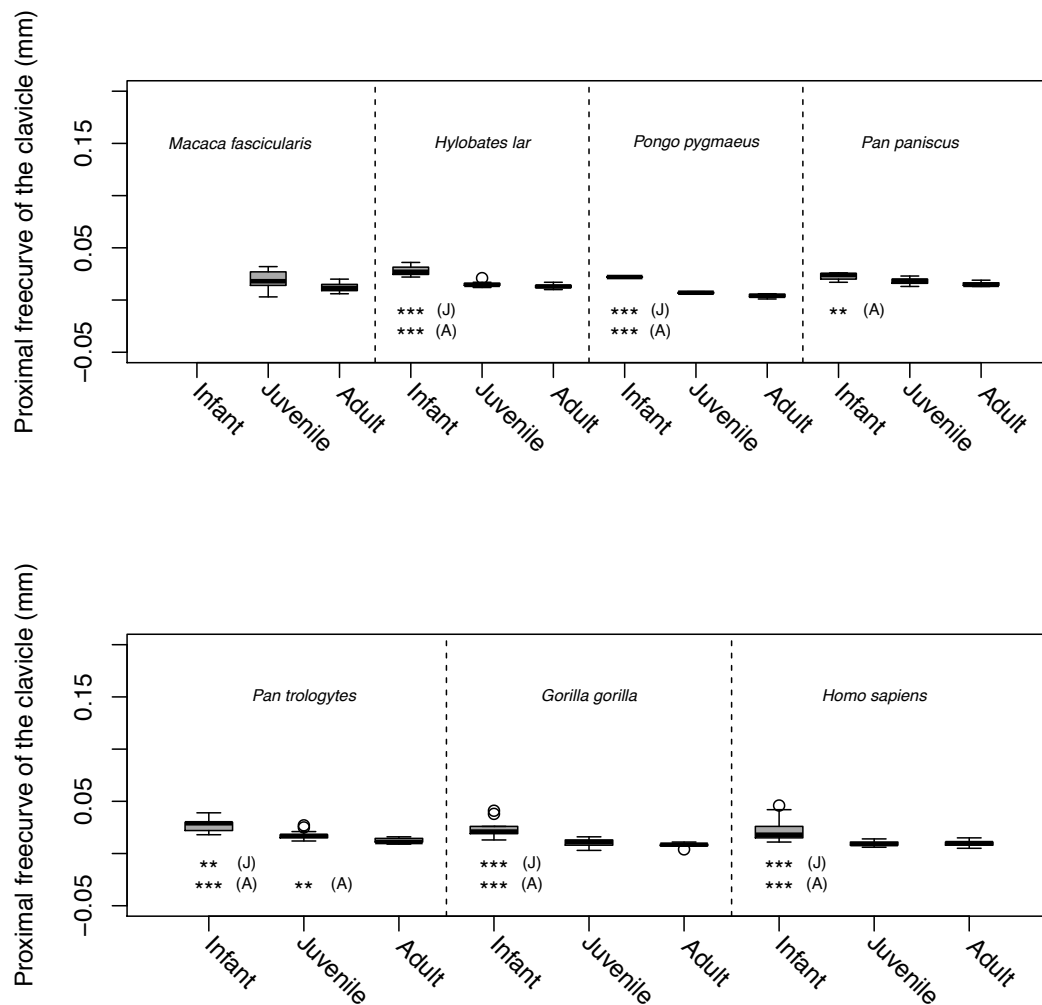 Proximal freecurve of the clavicle (mm)
0.15
0.05
−0.05
Macaca fascicularis
Hylobates lar
Pongo pygmaeus
Pan paniscus
*** (J)
*** (A)
*** (J)
*** (A)
** (A)
Infant
Juvenile
Adult
Infant
Juvenile
Adult
Infant
Juvenile
Adult
Infant
Juvenile
Adult
Proximal freecurve of the clavicle (mm)
0.15
0.05
−0.05
Pan trologytes
Gorilla gorilla
Homo sapiens
** (J)
*** (A)
** (A)
*** (J)
*** (A)
*** (J)
*** (A)
Infant
Juvenile
Adult
Infant
Juvenile
Adult
Infant
Juvenile
Adult